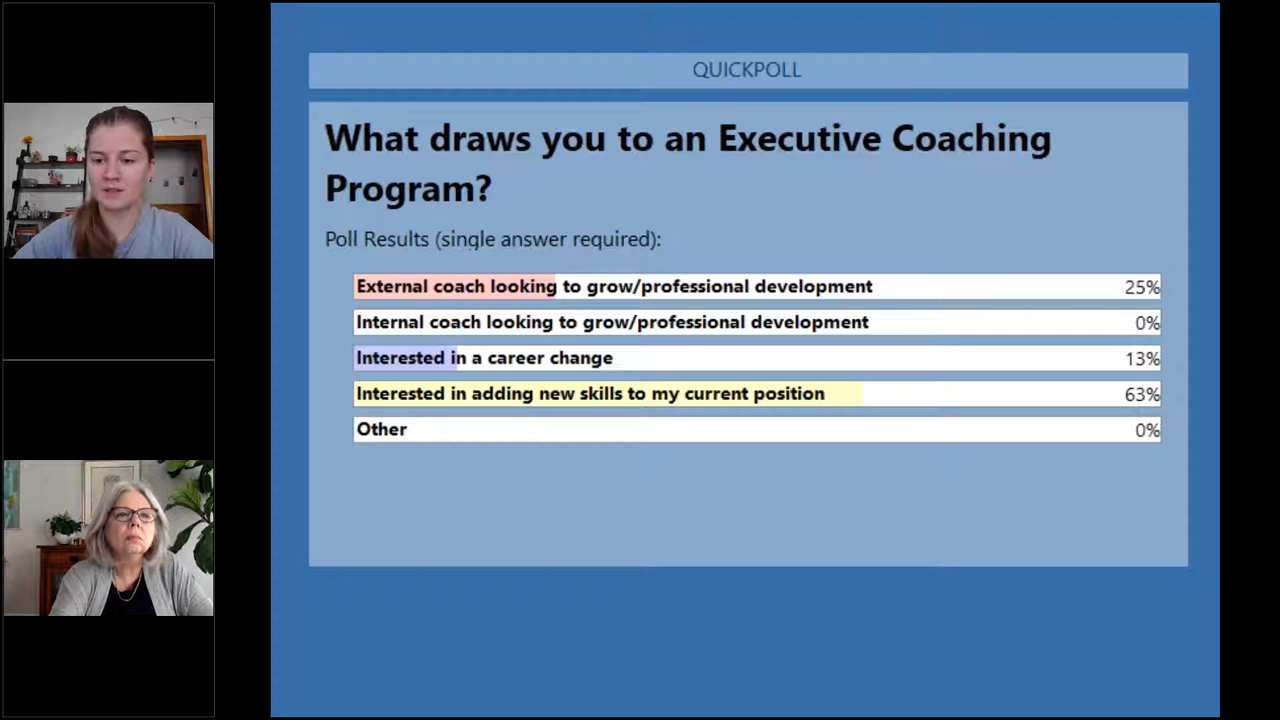 QUICKPOLL
What draws you to an Executive Coaching
Program?
Poll Results (single answer required):
External coach looking to grow/professional development 25%
Internal coach looking to grow/professional development 0%
Interested in a career change 13%
Interested in adding new skills to my current position 63%
Other 0%